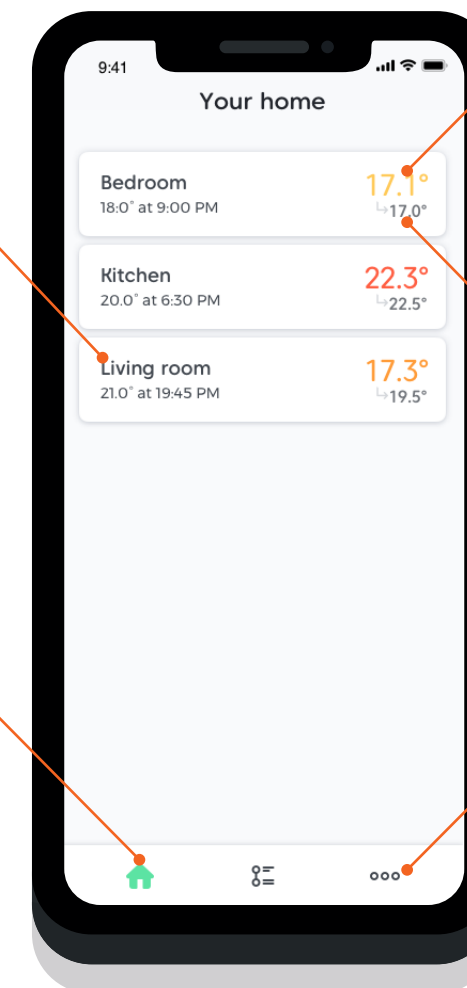 9:41
Your home
Bedroom
17.1°
18:0° at 9:00 PM
17.0°
Kitchen
22.3°
20.0° at 6:30 PM
22.5°
Living room
17.3°
21.0° at 19:45 PM
19.5°